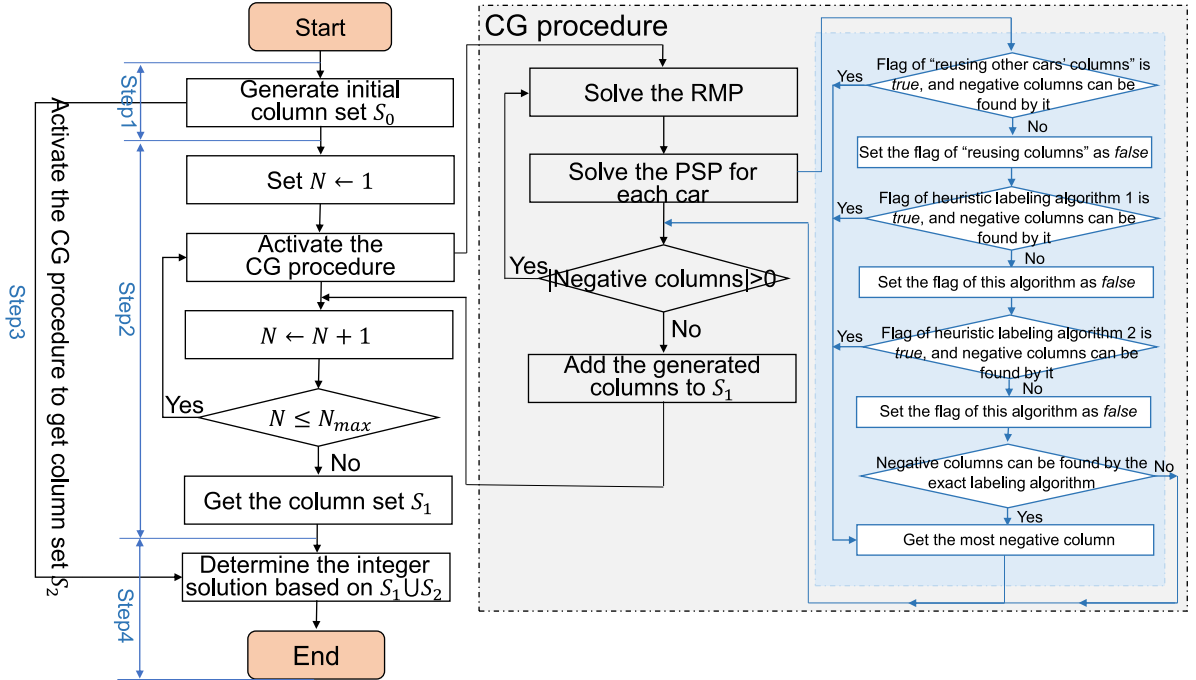 Start
Step1
Generate initial
column set S₀
Activate the CG procedure to get column set S₂
Step3
Step2
Set N ← 1
Activate the
CG procedure
N ← N + 1
Yes
N ≤ Nₘₐₓ
No
Get the column set S₁
Determine the integer
solution based on S₁∪S₂
Step4
End
CG procedure
Solve the RMP
Solve the PSP for
each car
Yes
|Negative columns|>0
No
Add the generated
columns to S₁
Flag of “reusing other cars’ columns” is
true, and negative columns can be
found by it
Yes
No
Set the flag of “reusing columns” as false
Flag of heuristic labeling algorithm 1 is
true, and negative columns can be
found by it
Yes
No
Set the flag of this algorithm as false
Flag of heuristic labeling algorithm 2 is
true, and negative columns can be
found by it
Yes
No
Set the flag of this algorithm as false
Negative columns can be found by the
exact labeling algorithm
No
Yes
Get the most negative column